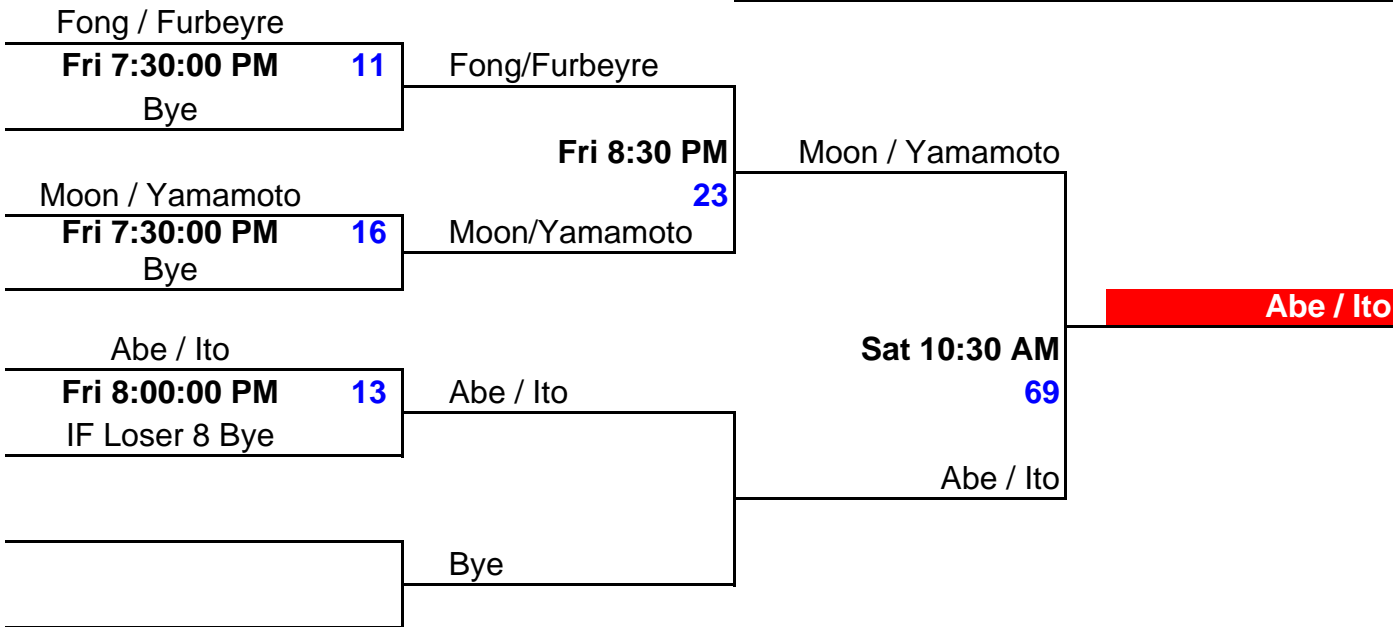 Fong / Furbeyre
Fri 7:30:00 PM 11 Fong/Furbeyre
Bye
Fri 8:30 PM Moon / Yamamoto
Moon / Yamamoto 23
Fri 7:30:00 PM 16 Moon/Yamamoto
Bye
Abe / Ito
Abe / Ito Sat 10:30 AM
Fri 8:00:00 PM 13 Abe / Ito 69
IF Loser 8 Bye
Abe / Ito
Bye